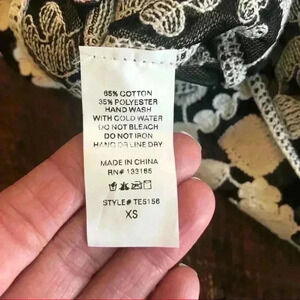 65% COTTON
35% POLYESTER
HAND WASH
WITH COLD WATER
DO NOT BLEACH
DO NOT IRON
HANG OR LINE DRY
MADE IN CHINA
RN# 133165
STYLE# TE5156
XS